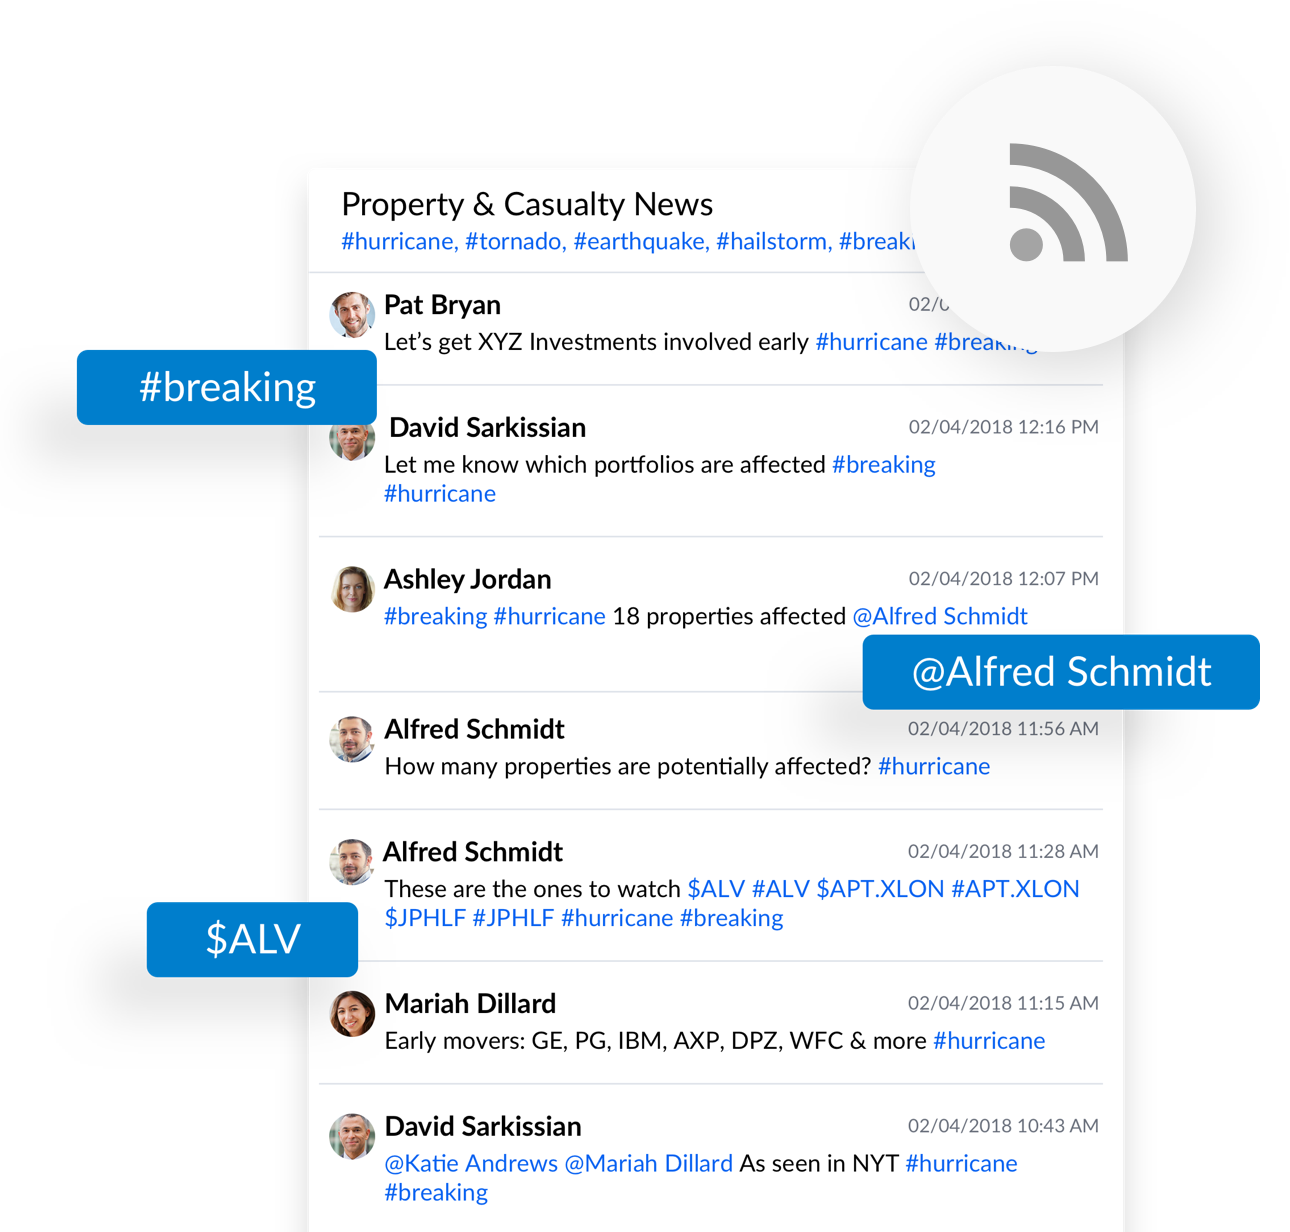 Property & Casualty News
#hurricane, #tornado, #earthquake, #hailstorm,
Pat Bryan
Let’s get XYZ Investments involved early #hurricane #breaking
#breaking
David Sarkissian 02/04/2018 12:16 PM
Let me know which portfolios are affected #breaking
#hurricane
Ashley Jordan 02/04/2018 12:07 PM
#breaking #hurricane 18 properties affected @Alfred Schmidt
@Alfred Schmidt
Alfred Schmidt 02/04/2018 11:56 AM
How many properties are potentially affected? #hurricane
Alfred Schmidt 02/04/2018 11:28 AM
These are the ones to watch $ALV #ALV $APT.XLON #APT.XLON
$JPHLF #JPHLF #hurricane #breaking
$ALV
Mariah Dillard 02/04/2018 11:15 AM
Early movers: GE, PG, IBM, AXP, DPZ, WFC & more #hurricane
David Sarkissian 02/04/2018 10:43 AM
@Katie Andrews @Mariah Dillard As seen in NYT #hurricane
#breaking